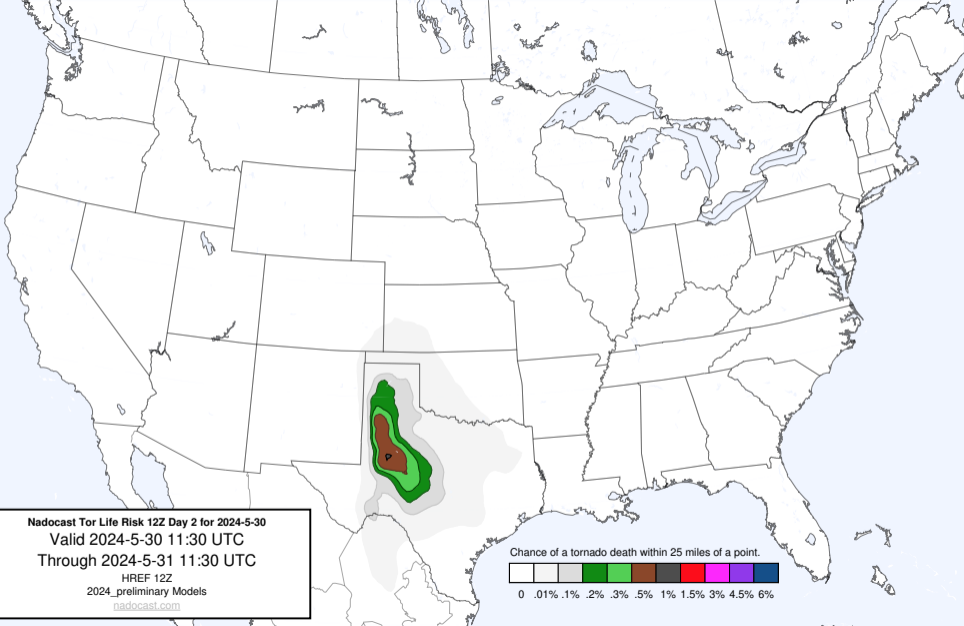 Nadocast Tor Life Risk 12Z Day 2 for 2024-5-30
Valid 2024-5-30 11:30 UTC
Through 2024-5-31 11:30 UTC
HREF 12Z
2024_preliminary Models
nadocast.com
Chance of a tornado death within 25 miles of a point.
0 .01% .1% .2% .3% .5% 1% 1.5% 3% 4.5% 6%